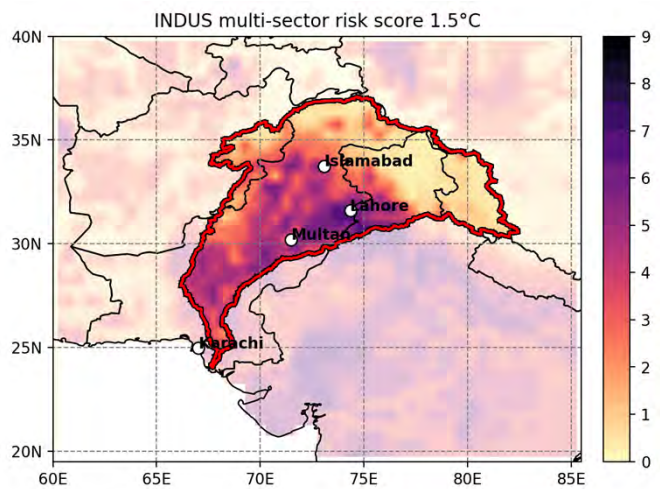 INDUS multi-sector risk score 1.5°C
40N
35N
30N
25N
20N
60E
65E
70E
75E
80E
85E
Islamabad
Lahore
Multan
Karachi
9
8
7
6
5
4
3
2
1
0